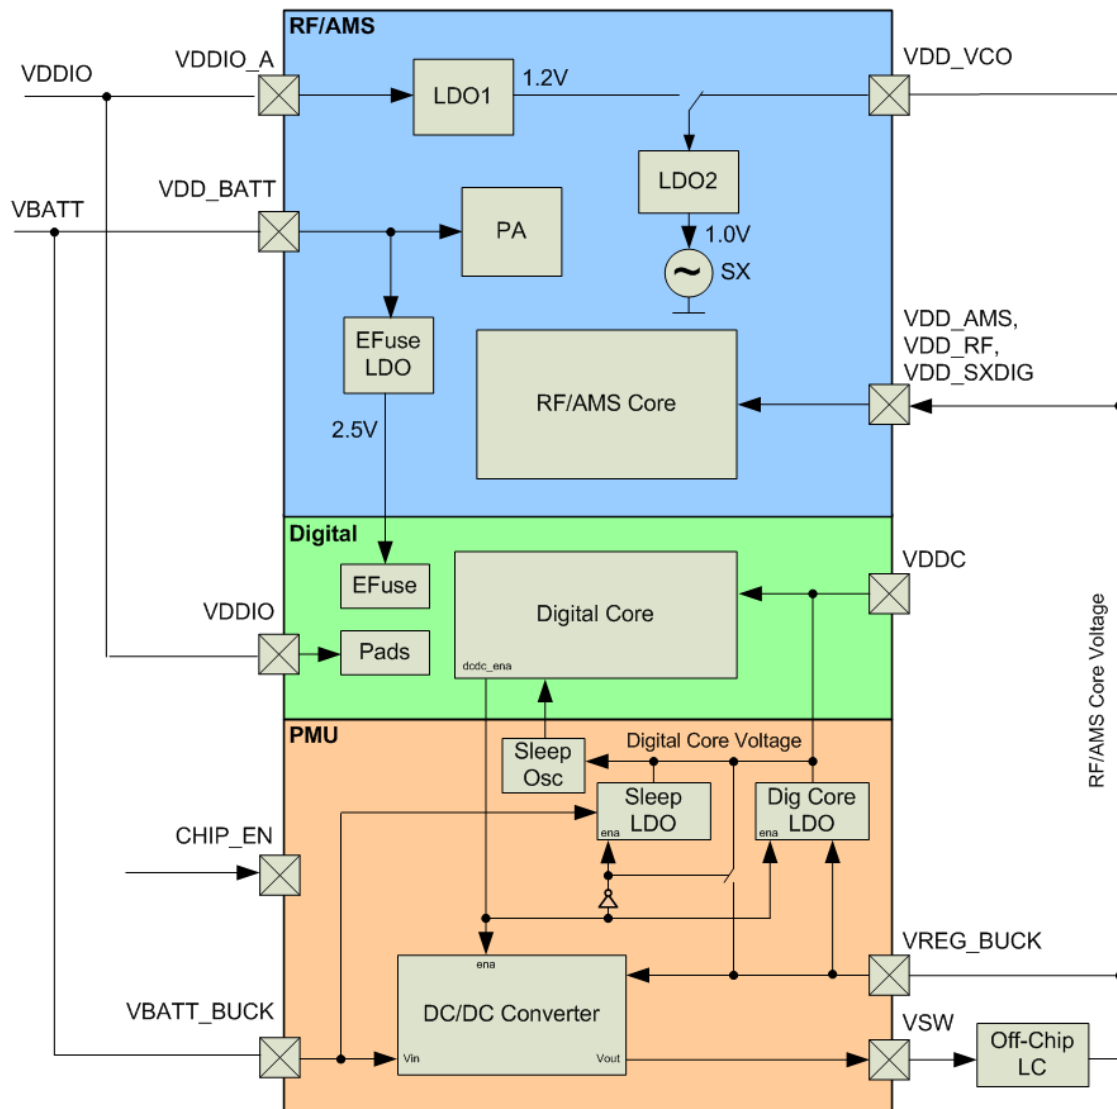 RF/AMS
VDDIO_A
VDDIO
LDO1
1.2V
VDD_VCO
LDO2
VDD_BATT
VBATT
PA
1.0V
SX
~
EFuse
LDO
VDD_AMS,
VDD_RF,
VDD_SXDIG
RF/AMS Core
2.5V
Digital
EFuse
Digital Core
dcdc_ena
VDDC
VDDIO
Pads
RF/AMS Core Voltage
PMU
Sleep
Osc
Digital Core Voltage
Sleep
LDO
ena
Dig Core
LDO
ena
CHIP_EN
VREG_BUCK
ena
DC/DC Converter
Vin
Vout
VBATT_BUCK
VSW
Off-Chip
LC